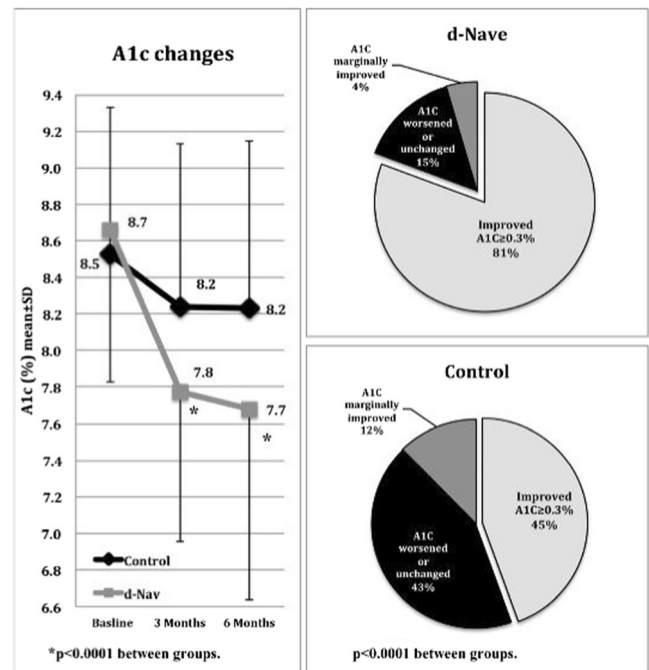 A1c changes
9.4
9.2
9.0
8.8
8.6
8.4
8.2
8.0
7.8
7.6
7.4
7.2
7.0
6.8
6.6
A1c (%) mean±SD
8.7
8.5
8.2
8.2
7.8
*
7.7
*
Control
d-Nav
Basline 3 Months 6 Months
*p<0.0001 between groups.
d-Nave
A1C
marginally
improved
4%
A1C
worsened
or
unchanged
15%
Improved
A1C≥0.3%
81%
Control
A1C
marginally
improved
12%
Improved
A1C≥0.3%
45%
A1C
worsened
or
unchanged
43%
p<0.0001 between groups.